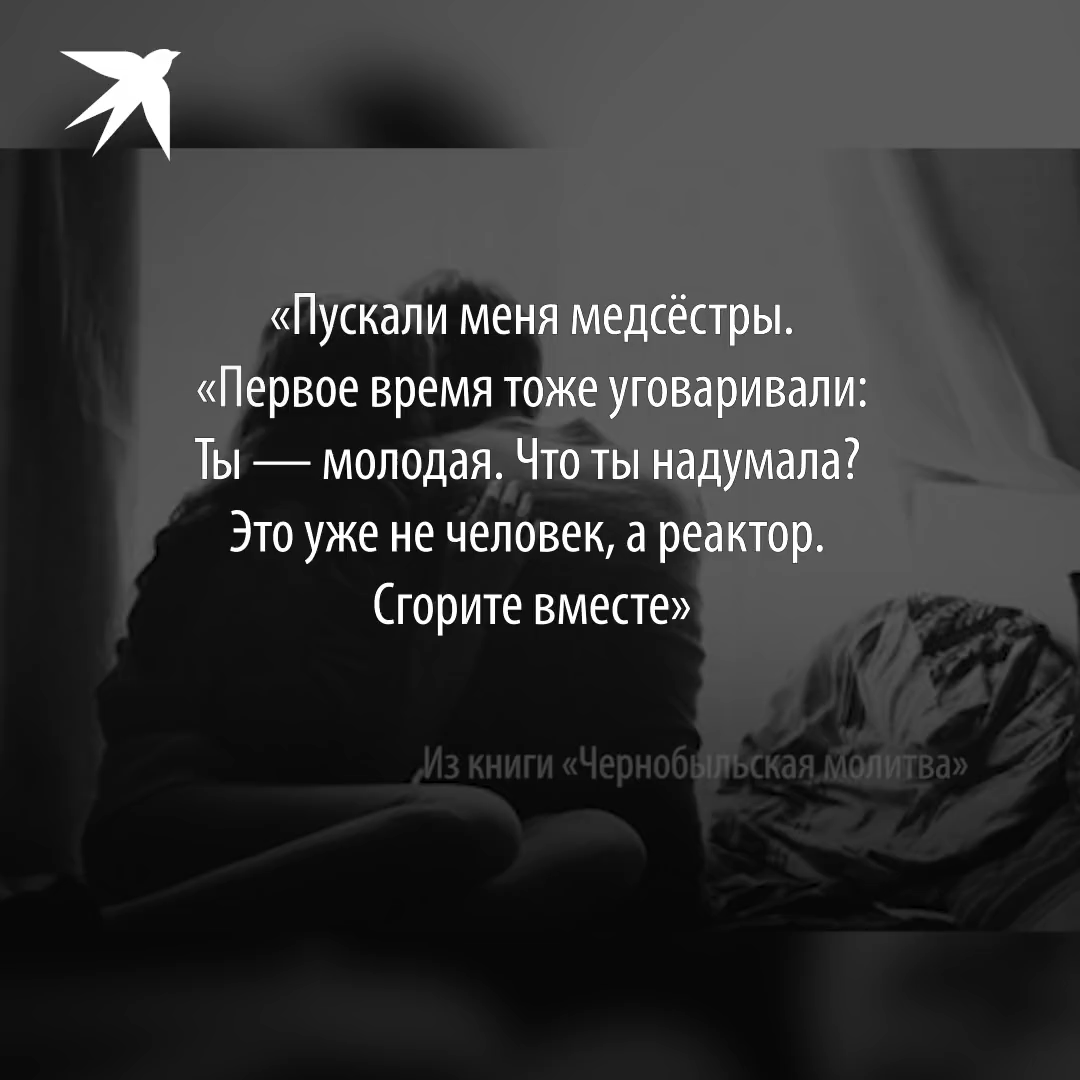 «Пускали меня медсёстры.
«Первое время тоже уговаривали:
Ты — молодая. Что ты надумала?
Это уже не человек, а реактор.
Сгорите вместе»
Из книги «Чернобыльская молитва»